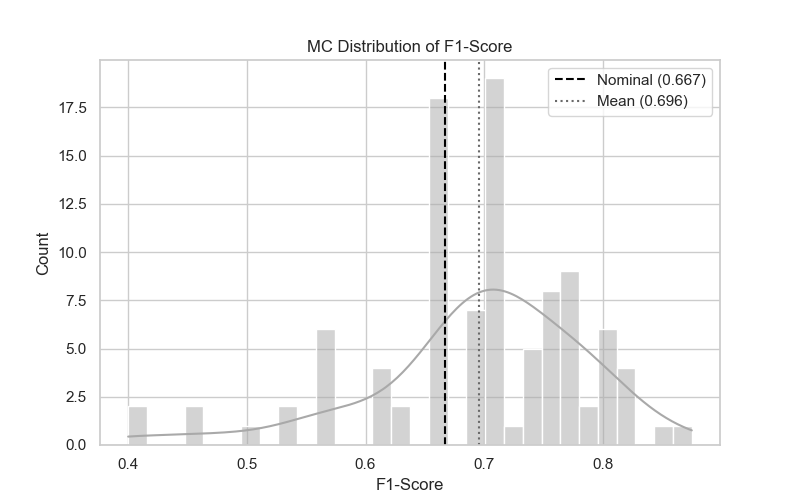 MC Distribution of F1-Score
Nominal (0.667)
Mean (0.696)
17.5
15.0
12.5
10.0
7.5
5.0
2.5
0.0
Count
0.4 0.5 0.6 0.7 0.8
F1-Score